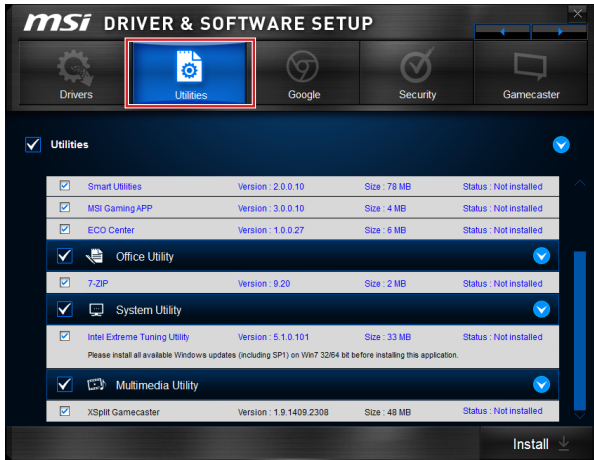 msi DRIVER & SOFTWARE SETUP
Drivers Utilities Google Security Gamecaster
Utilities
Smart Utilities Version : 2.0.0.10 Size : 78 MB Status : Not installed
MSI Gaming APP Version : 3.0.0.10 Size : 4 MB Status : Not installed
ECO Center Version : 1.0.0.27 Size : 6 MB Status : Not installed
Office Utility
7-ZIP Version : 9.20 Size : 2 MB Status : Not installed
System Utility
Intel Extreme Tuning Utility Version : 5.1.0.101 Size : 33 MB Status : Not installed
Please install all available Windows updates (including SP1) on Win7 32/64 bit before installing this application.
Multimedia Utility
XSplit Gamecaster Version : 1.9.1409.2308 Size : 48 MB Status : Not installed
Install